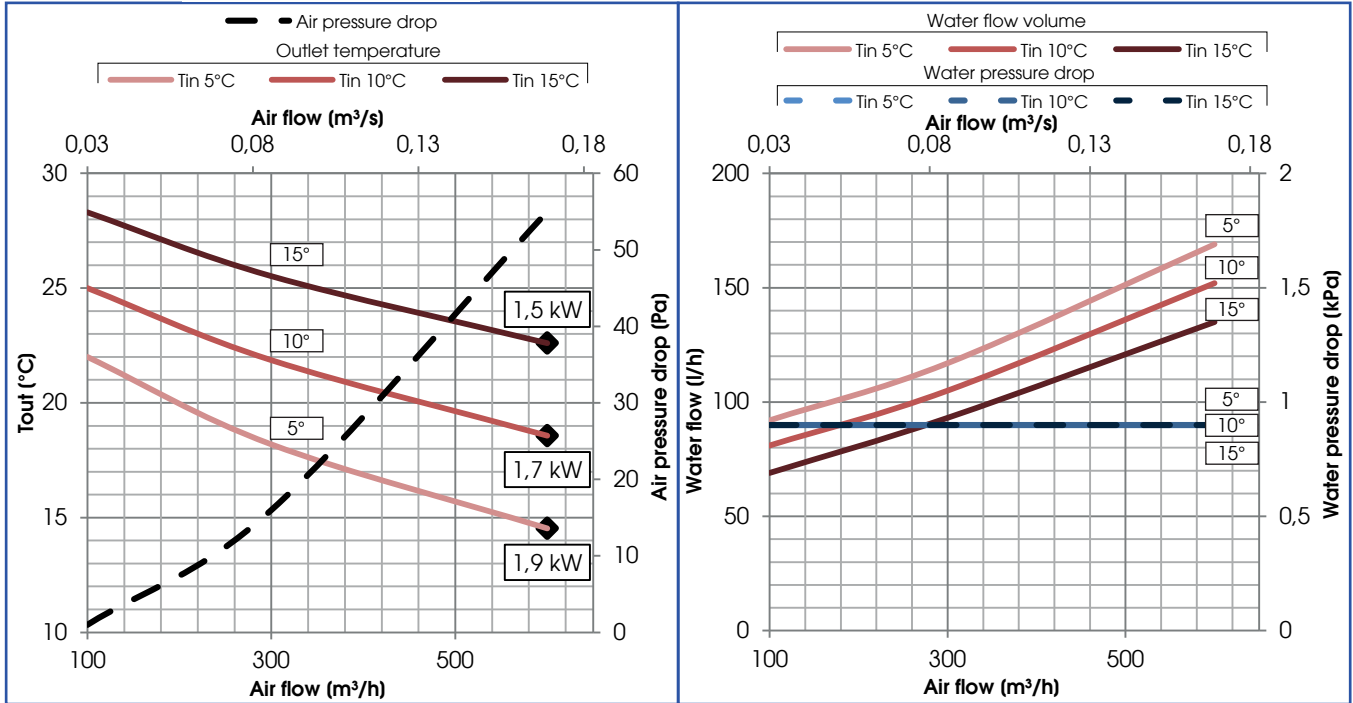 Air pressure drop
Outlet temperature
Tin 5°C Tin 10°C Tin 15°C
Air flow (m³/s)
0,03 0,08 0,13 0,18
30 60
50
25
40
20 30
20
15
10
10 0
100 300 500
Air flow (m³/h)
Tout (°C)
Air pressure drop (Pa)
15°
10°
5°
1,5 kW
1,7 kW
1,9 kW
Water flow volume
Tin 5°C Tin 10°C Tin 15°C
Water pressure drop
Tin 5°C Tin 10°C Tin 15°C
Air flow (m³/s)
0,03 0,08 0,13 0,18
200 2
150 1,5
100 1
50 0,5
0 0
100 300 500
Air flow (m³/h)
Water flow (l/h)
Water pressure drop (kPa)
5°
10°
15°
5°
10°
15°